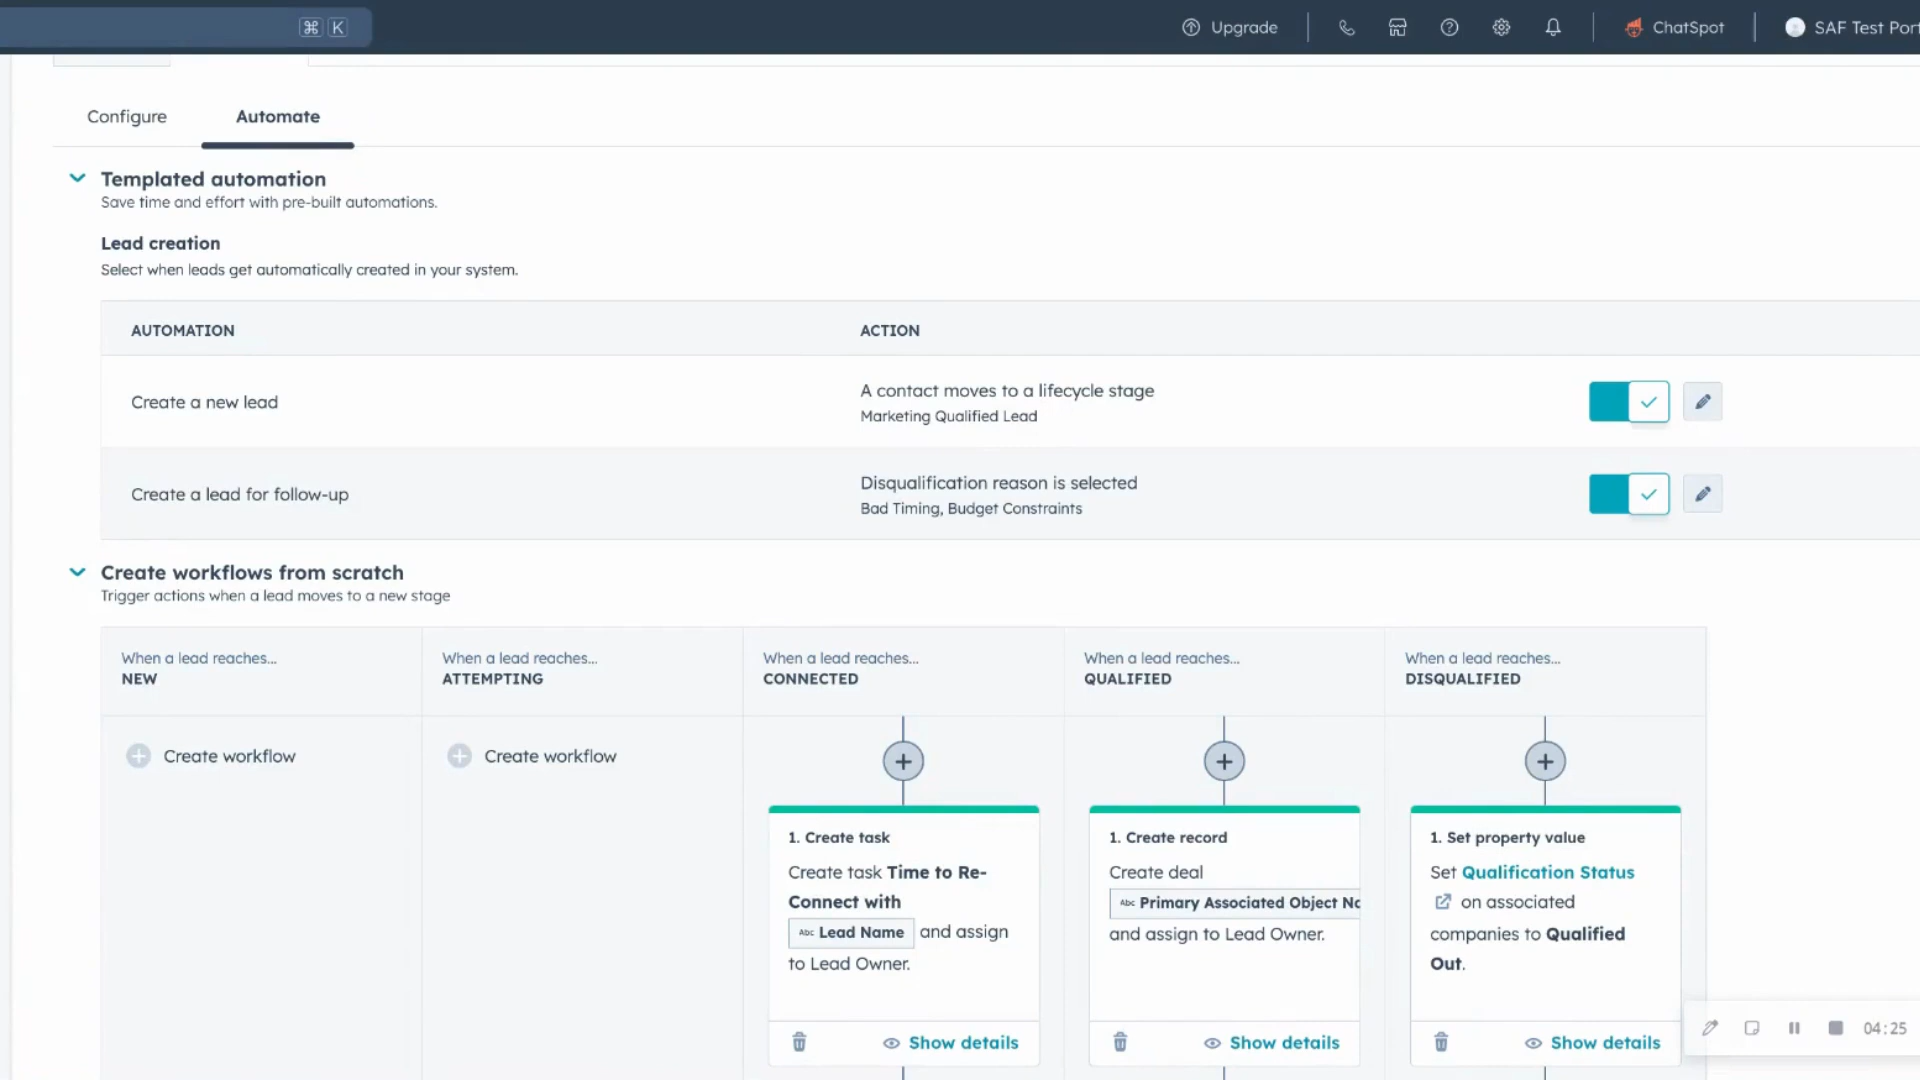 ⌘ K
Upgrade
ChatSpot
SAF Test Port
Configure
Automate
Templated automation
Save time and effort with pre-built automations.
Lead creation
Select when leads get automatically created in your system.
AUTOMATION
ACTION
Create a new lead
A contact moves to a lifecycle stage
Marketing Qualified Lead
Create a lead for follow-up
Disqualification reason is selected
Bad Timing, Budget Constraints
Create workflows from scratch
Trigger actions when a lead moves to a new stage
When a lead reaches...
NEW
When a lead reaches...
ATTEMPTING
When a lead reaches...
CONNECTED
When a lead reaches...
QUALIFIED
When a lead reaches...
DISQUALIFIED
Create workflow
Create workflow
1. Create task
Create task Time to Re-
Connect with
Abc Lead Name and assign
to Lead Owner.
Show details
1. Create record
Create deal
Abc Primary Associated Object Na
and assign to Lead Owner.
Show details
1. Set property value
Set Qualification Status
on associated
companies to Qualified
Out.
Show details
04:25